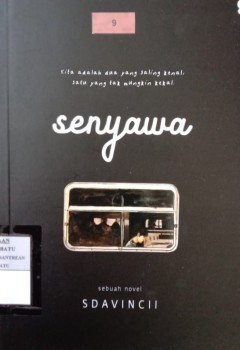 9
Kita adalah dua yang saling kenal,
satu yang tak mungkin kekal.
senyawa
sebuah novel
SDAVINCII